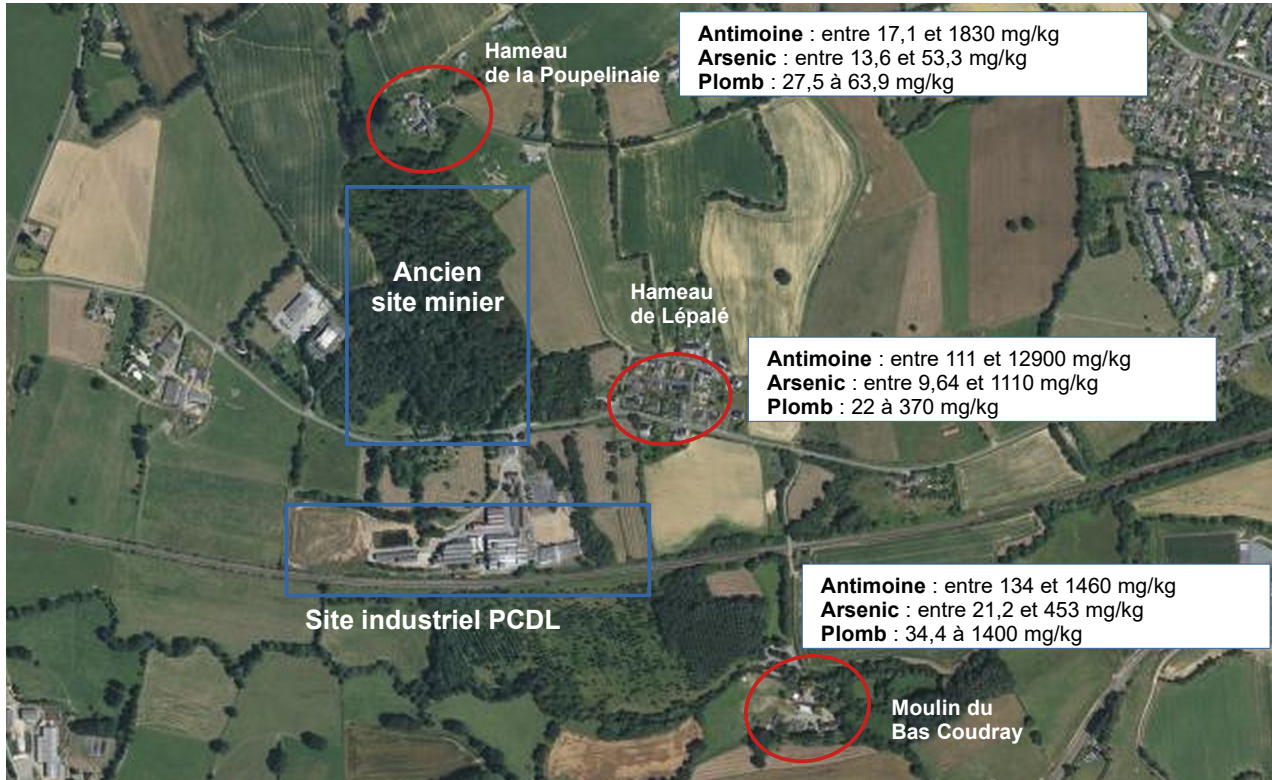 Hameau
de la Poupelinaie
Antimoine : entre 17,1 et 1830 mg/kg
Arsenic : entre 13,6 et 53,3 mg/kg
Plomb : 27,5 à 63,9 mg/kg
Ancien
site minier
Hameau
de Lépalé
Antimoine : entre 111 et 12900 mg/kg
Arsenic : entre 9,64 et 1110 mg/kg
Plomb : 22 à 370 mg/kg
Site industriel PCDL
Antimoine : entre 134 et 1460 mg/kg
Arsenic : entre 21,2 et 453 mg/kg
Plomb : 34,4 à 1400 mg/kg
Moulin du
Bas Coudray